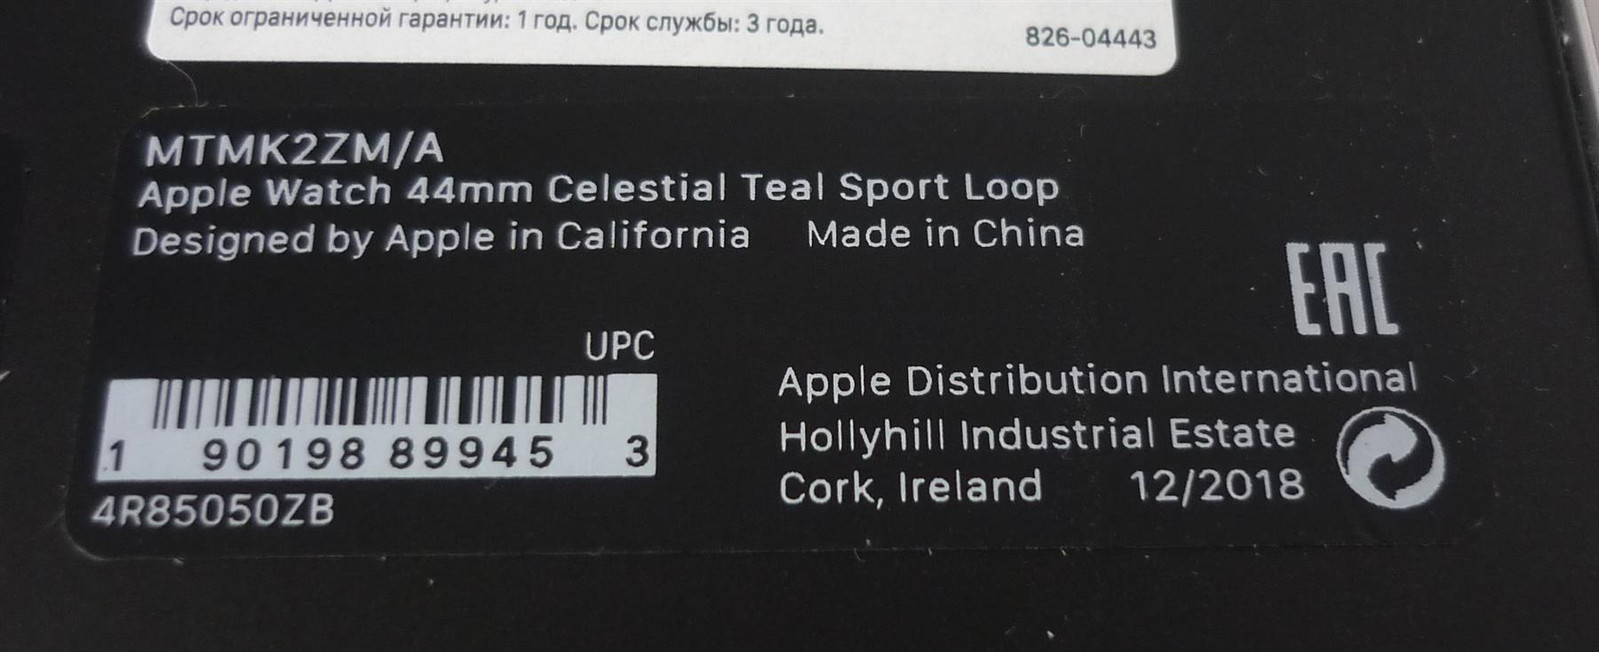 Срок ограниченной гарантии: 1 год. Срок службы: 3 года.
826-04443
MTMK2ZM/A
Apple Watch 44mm Celestial Teal Sport Loop
Designed by Apple in California Made in China
EAC
UPC
1 90198 89945 3
4R85050ZB
Apple Distribution International
Hollyhill Industrial Estate
Cork, Ireland 12/2018